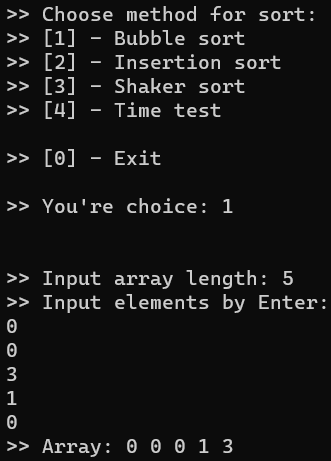 >> Choose method for sort:
>> [1] – Bubble sort
>> [2] – Insertion sort
>> [3] – Shaker sort
>> [4] – Time test
>> [0] – Exit
>> You're choice: 1
>> Input array length: 5
>> Input elements by Enter:
0
0
3
1
0
>> Array: 0 0 0 1 3